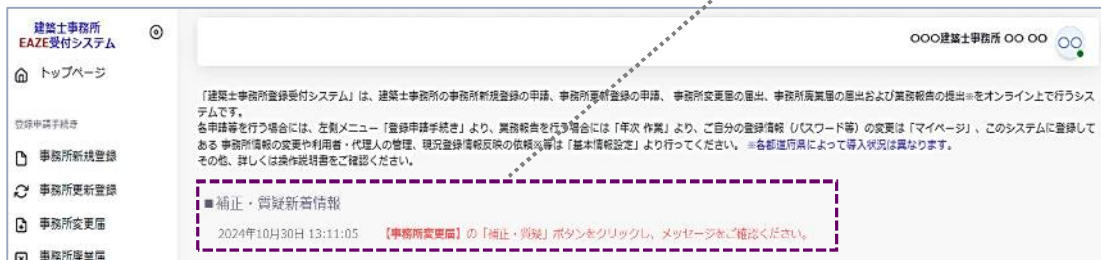 建築士事務所
EAZE受付システム
トップページ
登録申請手続き
事務所新規登録
事務所更新登録
事務所変更届
事務所廃業届
〇〇〇建築士事務所 〇〇 〇〇
〇〇
「建築士事務所登録受付システム」は、建築士事務所の事務所新規登録の申請、事務所更新登録の申請、 事務所変更届の届出、事務所廃業届の届出および業務報告の提出※をオンライン上で行うシス
テムです。
各申請等を行う場合には、左側メニュー「登録申請手続き」より、業務報告を行う場合には「年次 作業」より、ご自分の登録情報（パスワード等）の変更は「マイページ」、このシステムに登録して
ある 事務所情報の変更や利用者・代理人の管理、現況登録情報反映の依頼※等は「基本情報設定」より行ってください。 ※各都道府県によって導入状況は異なります。
その他、詳しくは操作説明書をご確認ください。
■補正・質疑新着情報
2024年10月30日 13:11:05 【事務所変更届】の「補正・質疑」ボタンをクリックし、メッセージをご確認ください。